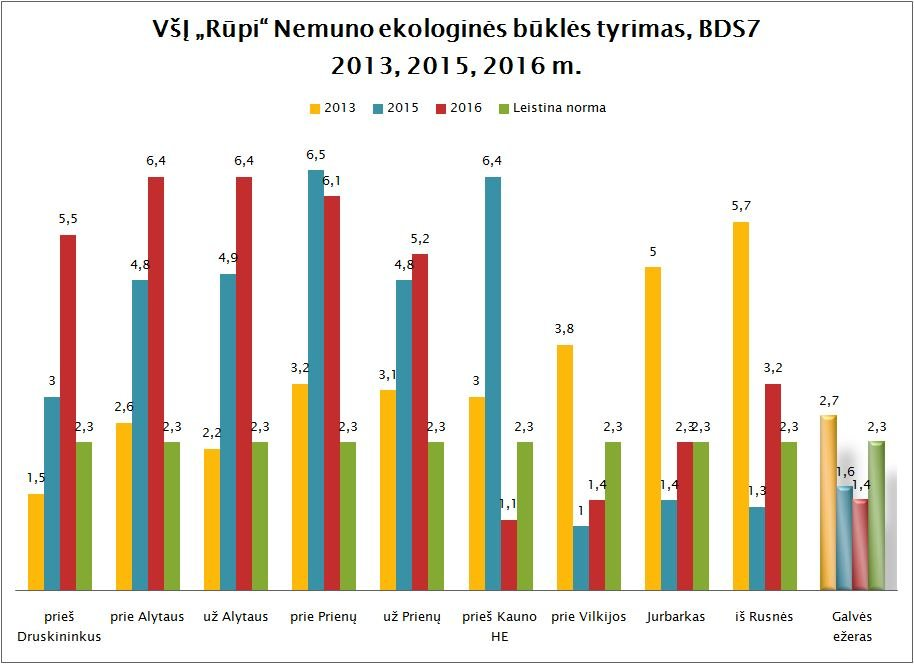 VšĮ „Rūpi“ Nemuno ekologinės būklės tyrimas, BDS7
2013, 2015, 2016 m.
2013 2015 2016 Leistina norma
1,5 3 5,5 2,3
2,6 4,8 6,4 2,3
2,2 4,9 6,4 2,3
3,2 6,5 6,1 2,3
3,1 4,8 5,2 2,3
3 6,4 1,1 2,3
3,8 1 1,4 2,3
5 1,4 2,3 2,3
5,7 1,3 3,2 2,3
2,7 1,6 1,4 2,3
prieš
Druskininkus
prie Alytaus
už Alytaus
prie Prienų
už Prienų
prieš Kauno
HE
prie Vilkijos
Jurbarkas
iš Rusnės
Galvės
ežeras